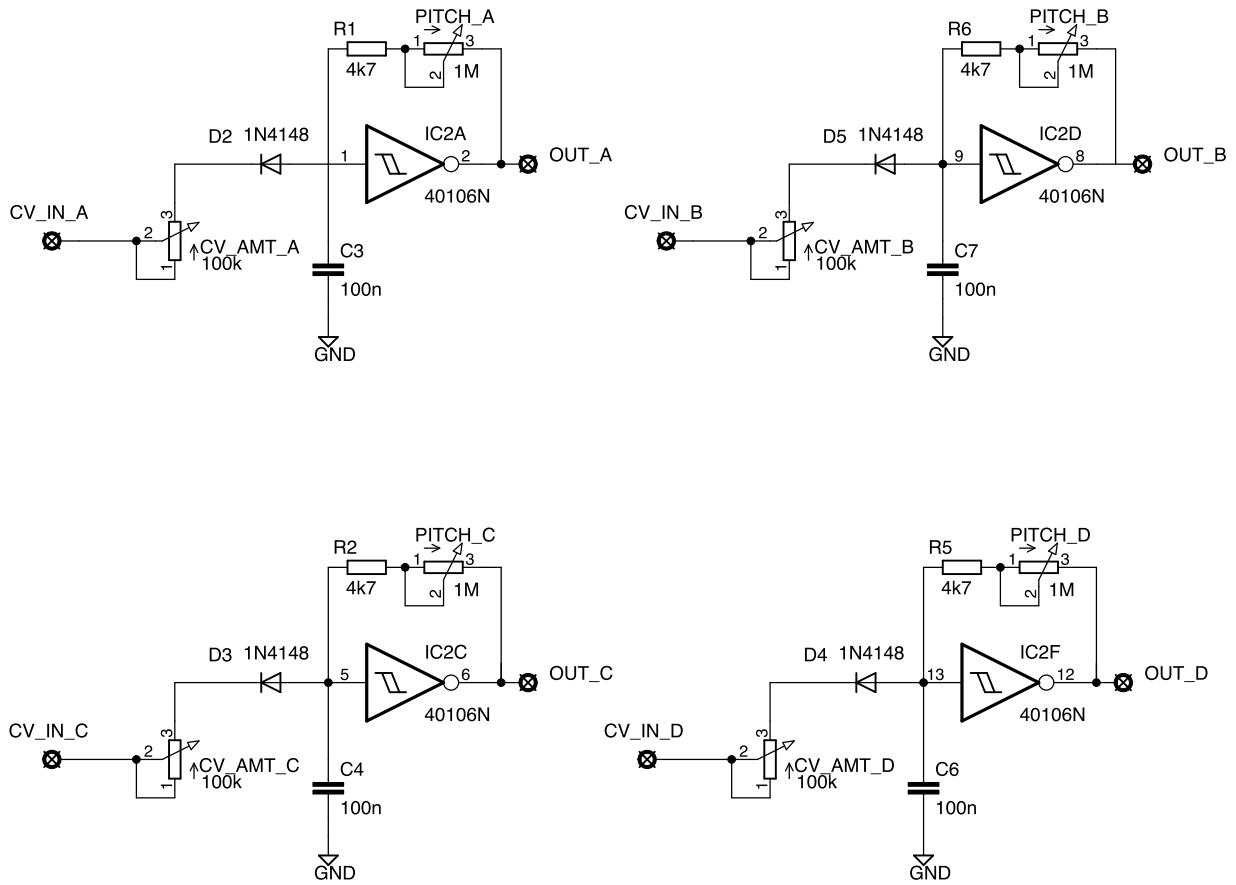 PITCH_A
R1
1
3
4k7
2
1M
D2
1N4148
IC2A
1
2
OUT_A
40106N
CV_IN_A
3
2
CV_AMT_A
100k
1
C3
100n
GND
PITCH_B
R6
1
3
4k7
2
1M
D5
1N4148
IC2D
9
8
OUT_B
40106N
CV_IN_B
3
2
CV_AMT_B
100k
1
C7
100n
GND
PITCH_C
R2
1
3
4k7
2
1M
D3
1N4148
IC2C
5
6
OUT_C
40106N
CV_IN_C
3
2
CV_AMT_C
100k
1
C4
100n
GND
PITCH_D
R5
1
3
4k7
2
1M
D4
1N4148
IC2F
13
12
OUT_D
40106N
CV_IN_D
3
2
CV_AMT_D
100k
1
C6
100n
GND